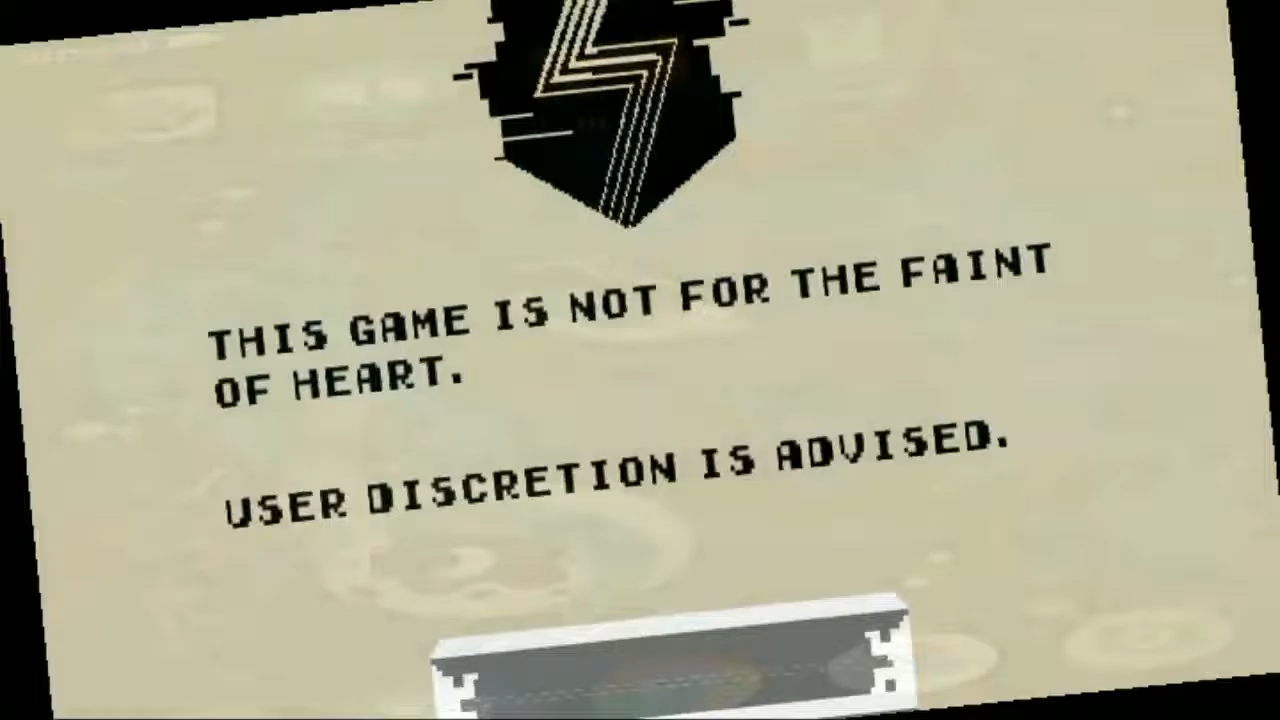 THIS GAME IS NOT FOR THE FAINT
OF HEART.
USER DISCRETION IS ADVISED.